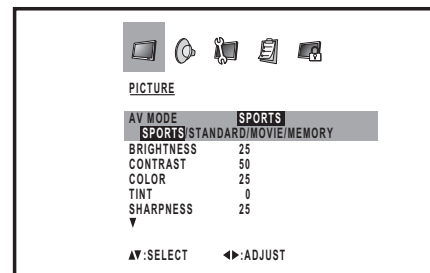 PICTURE
AV MODE SPORTS
SPORTS/STANDARD/MOVIE/MEMORY
BRIGHTNESS 25
CONTRAST 50
COLOR 25
TINT 0
SHARPNESS 25
▼
▲▼:SELECT ◀▶:ADJUST